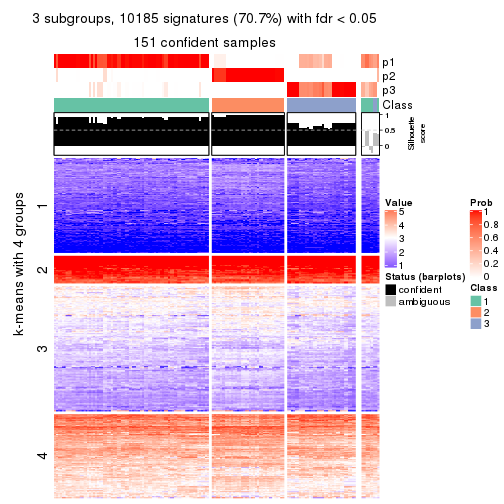 3 subgroups, 10185 signatures (70.7%) with fdr < 0.05
151 confident samples
p1
p2
p3
Class
1
0.5
0
Silhouette
score
k-means with 4 groups
1
2
3
4
Value
5
4
3
2
1
Status (barplots)
confident
ambiguous
Prob
1
0.8
0.6
0.4
0.2
0
Class
1
2
3